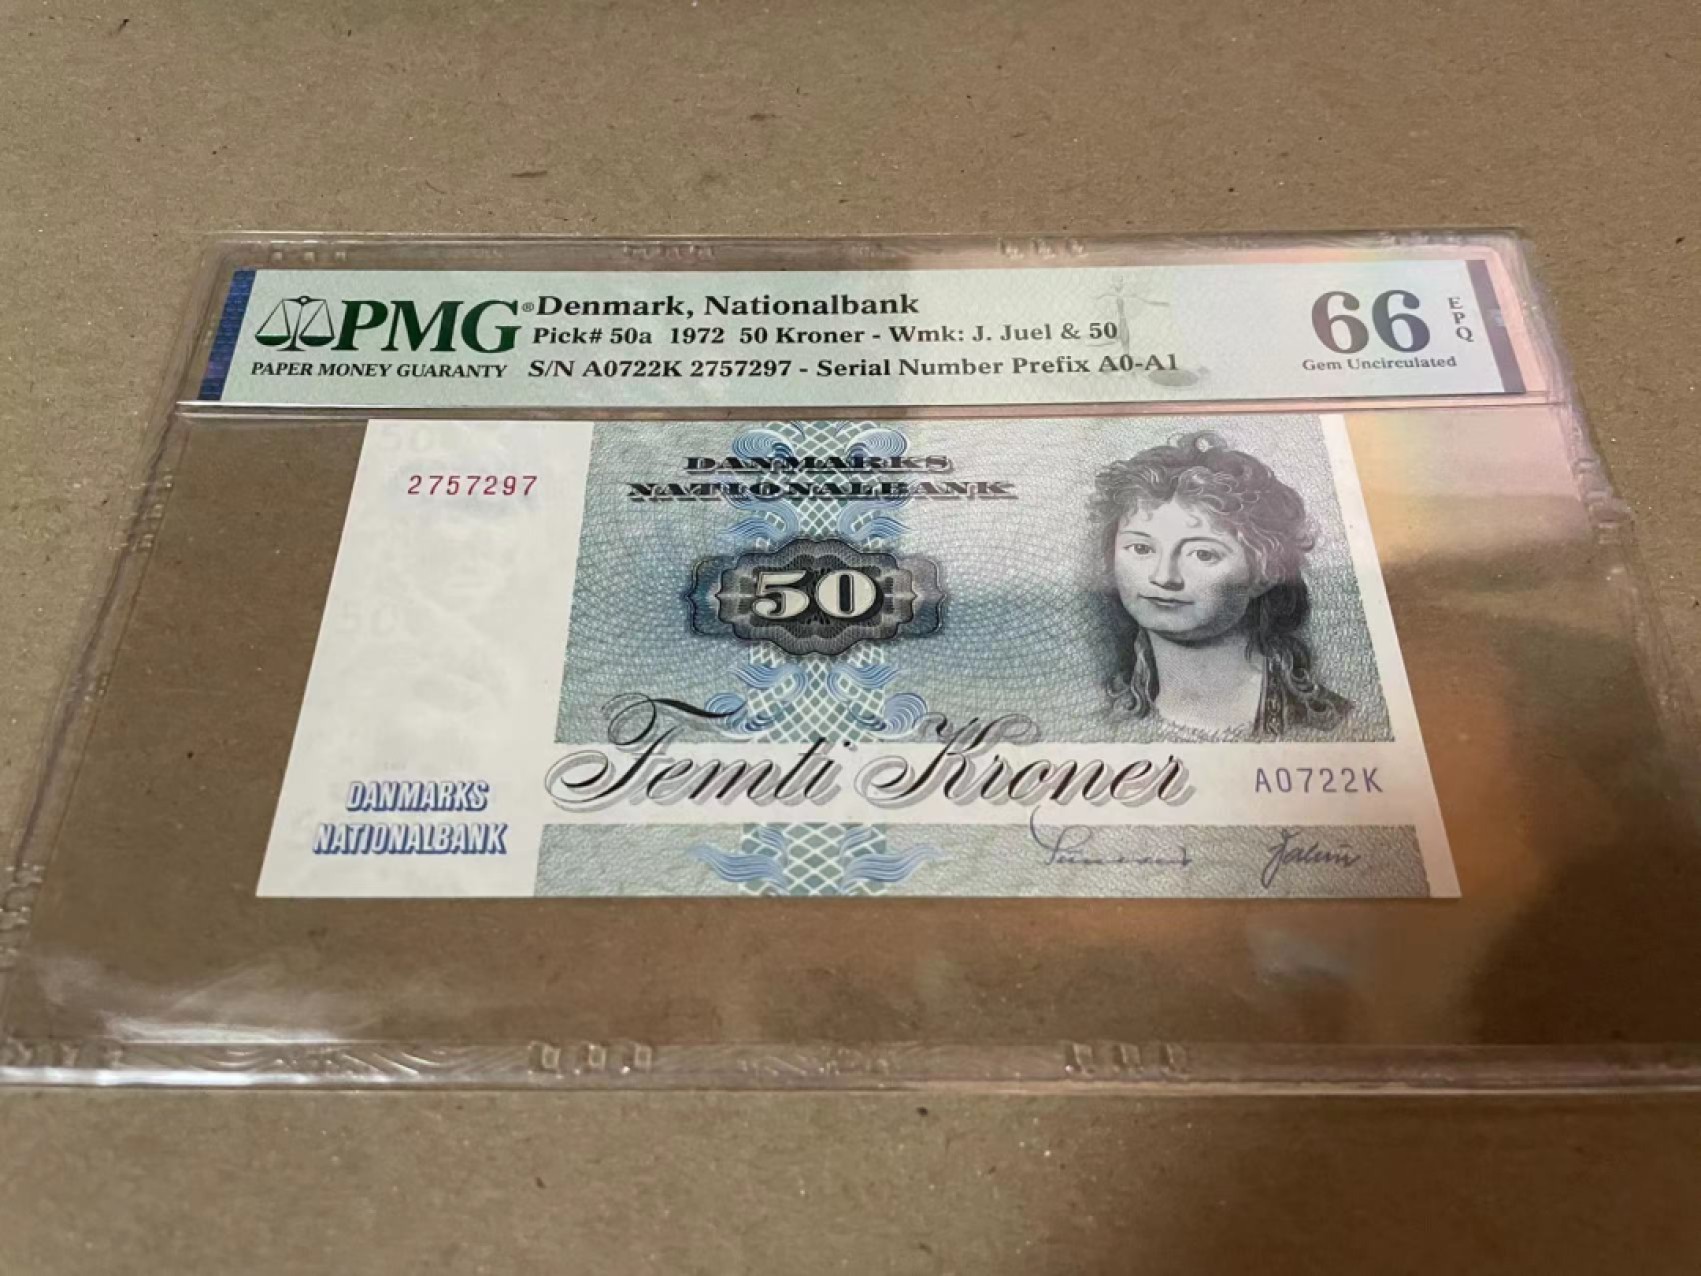 PMG®
PAPER MONEY GUARANTY
Denmark, Nationalbank
Pick# 50a 1972 50 Kroner - Wmk: J. Juel & 50
S/N A0722K 2757297 - Serial Number Prefix A0-A1
66
EPQ
Gem Uncirculated
2757297
DANMARKS
NATIONALBANK
50
Femti Kroner
A0722K
DANMARKS
NATIONALBANK